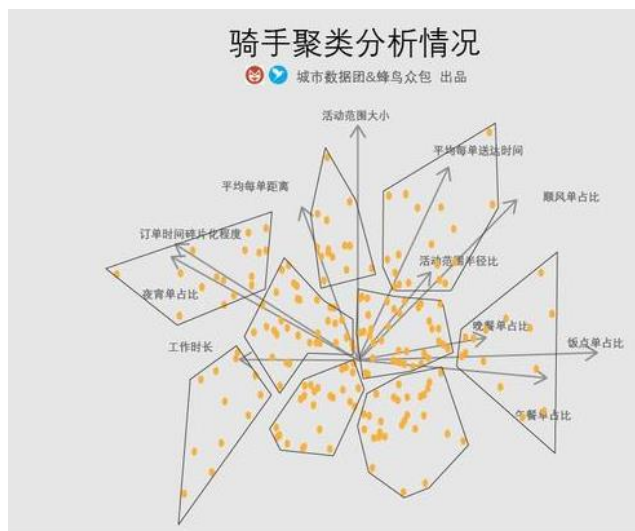 骑手聚类分析情况
城市数据团&蜂鸟众包 出品
活动范围大小
平均每单送达时间
平均每单距离
顺风单占比
订单时间碎片化程度
活动范围半径比
夜宵单占比
晚餐单占比
饭点单占比
工作时长
午餐单占比